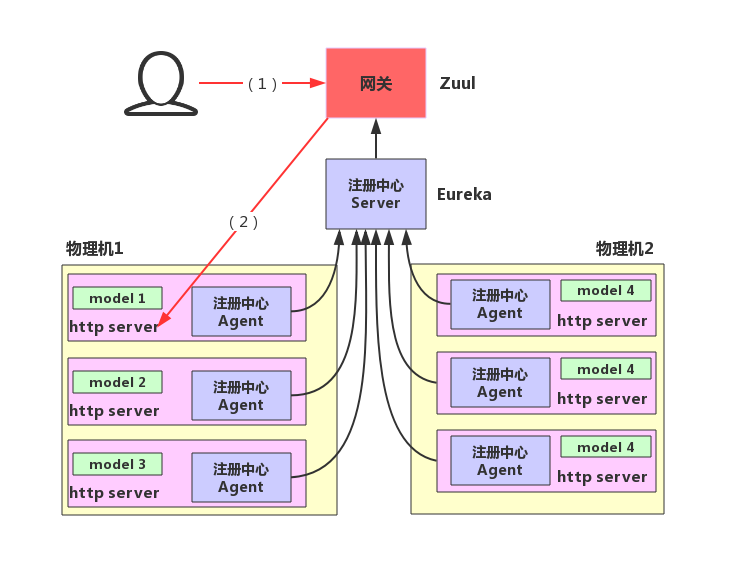 (1)
网关
Zuul
注册中心
Server
Eureka
(2)
物理机1
物理机2
model 1
http server
注册中心
Agent
model 2
http server
注册中心
Agent
model 3
http server
注册中心
Agent
注册中心
Agent
model 4
http server
注册中心
Agent
model 4
http server
注册中心
Agent
model 4
http server